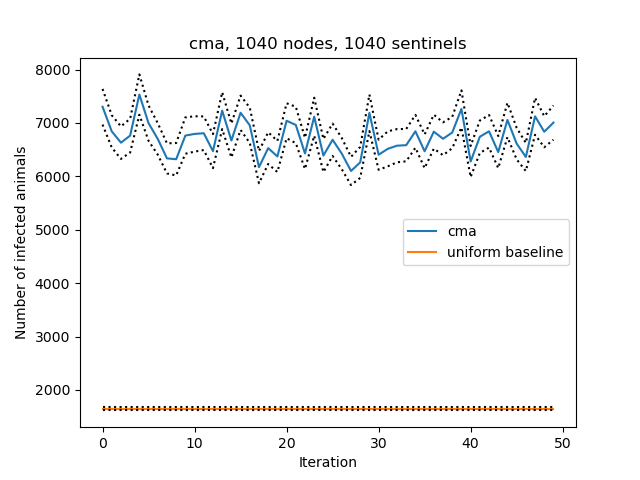 cma, 1040 nodes, 1040 sentinels
Number of infected animals
8000
7000
6000
5000
4000
3000
2000
cma
uniform baseline
0
10
20
30
40
50
Iteration